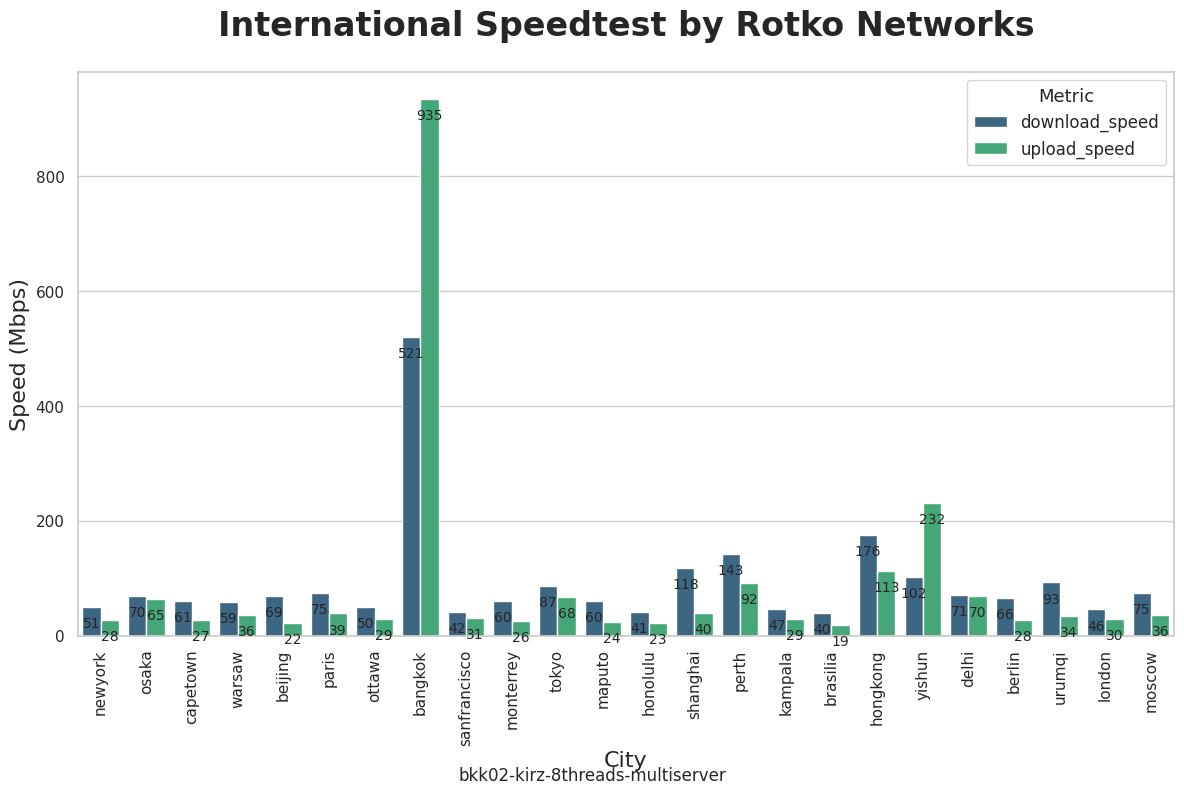 International Speedtest by Rotko Networks
Metric
download_speed
upload_speed
Speed (Mbps)
800
600
400
200
0
51 28 70 65 61 27 59 36 69 22 75 39 50 29 521 935 42 31 60 26 87 68 60 24 41 23 118 40 143 92 47 29 40 19 176 113 102 232 71 70 66 28 93 34 46 30 75 36
newyork osaka capetown warsaw beijing paris ottawa bangkok sanfrancisco monterrey tokyo maputo honolulu shanghai perth kampala brasilia hongkong yishun delhi berlin urumqi london moscow
City
bkk02-kirz-8threads-multiserver